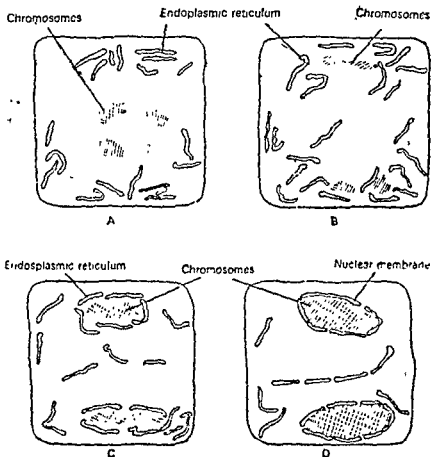 Chromosomes Endoplasmic reticulum Chromosomes
A B
Endosplasmic reticulum Chromosomes Nuclear membrane
C D